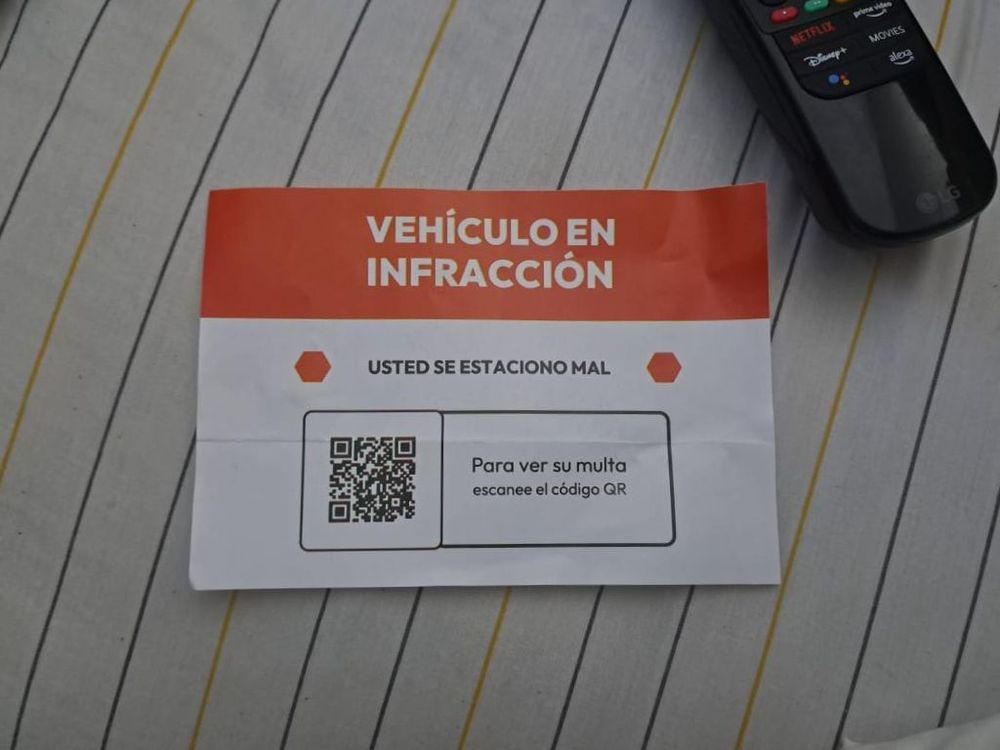 prime video
NETFLIX
MOVIES
Disney+
alexa
LG
VEHÍCULO EN
INFRACCIÓN
USTED SE ESTACIONO MAL
Para ver su multa
escanee el código QR